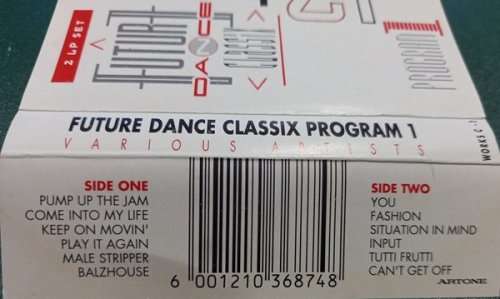 2 LP SET
FUTURE
DANCE
CLASSIX
PROGRAM 1
FUTURE DANCE CLASSIX PROGRAM 1
VARIOUS ARTISTS
WORKS C-1
SIDE ONE
PUMP UP THE JAM
COME INTO MY LIFE
KEEP ON MOVIN'
PLAY IT AGAIN
MALE STRIPPER
BALZHOUSE
6 001210 368748
SIDE TWO
YOU
FASHION
SITUATION IN MIND
INPUT
TUTTI FRUTTI
CAN'T GET OFF
ARTONE